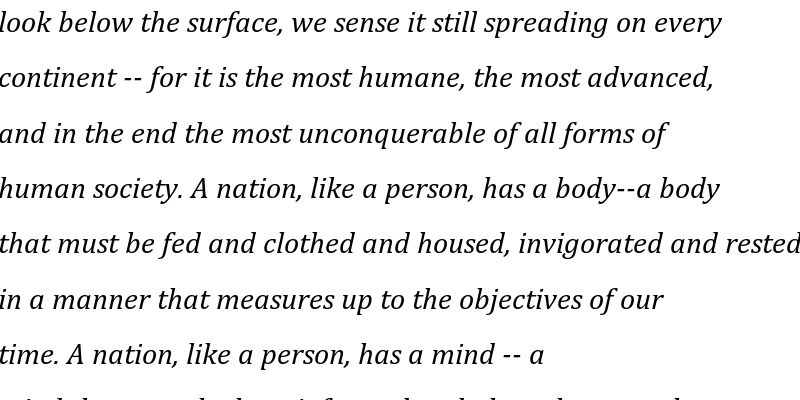 look below the surface, we sense it still spreading on every
continent -- for it is the most humane, the most advanced,
and in the end the most unconquerable of all forms of
human society. A nation, like a person, has a body--a body
that must be fed and clothed and housed, invigorated and rested
in a manner that measures up to the objectives of our
time. A nation, like a person, has a mind -- a